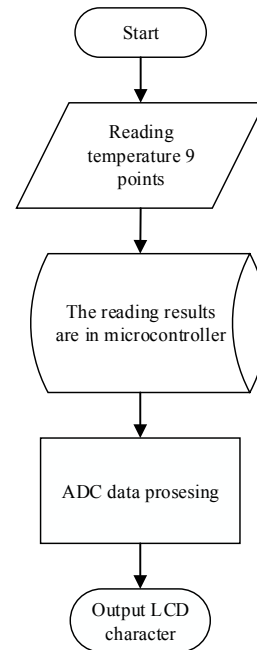 Start
Reading
temperature 9
points
The reading results
are in microcontroller
ADC data prosesing
Output LCD
character